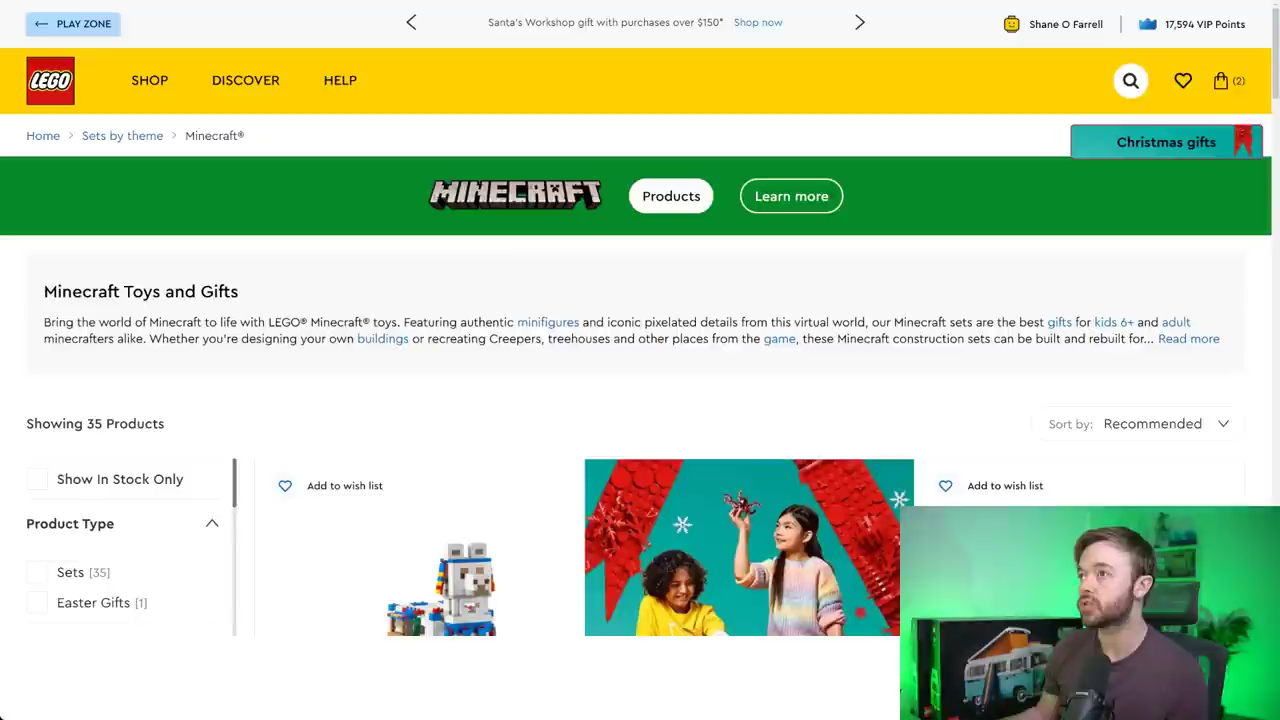 PLAY ZONE
Santa's Workshop gift with purchases over $150* Shop now
Shane O Farrell
17,594 VIP Points
LEGO
SHOP
DISCOVER
HELP
(2)
Home > Sets by theme > Minecraft®
Christmas gifts
MINECRAFT
Products
Learn more
Minecraft Toys and Gifts
Bring the world of Minecraft to life with LEGO® Minecraft® toys. Featuring authentic minifigures and iconic pixelated details from this virtual world, our Minecraft sets are the best gifts for kids 6+ and adult
minecrafters alike. Whether you're designing your own buildings or recreating Creepers, treehouses and other places from the game, these Minecraft construction sets can be built and rebuilt for... Read more
Showing 35 Products
Sort by: Recommended
Show In Stock Only
Product Type
Sets [35]
Easter Gifts [1]
Add to wish list
Add to wish list